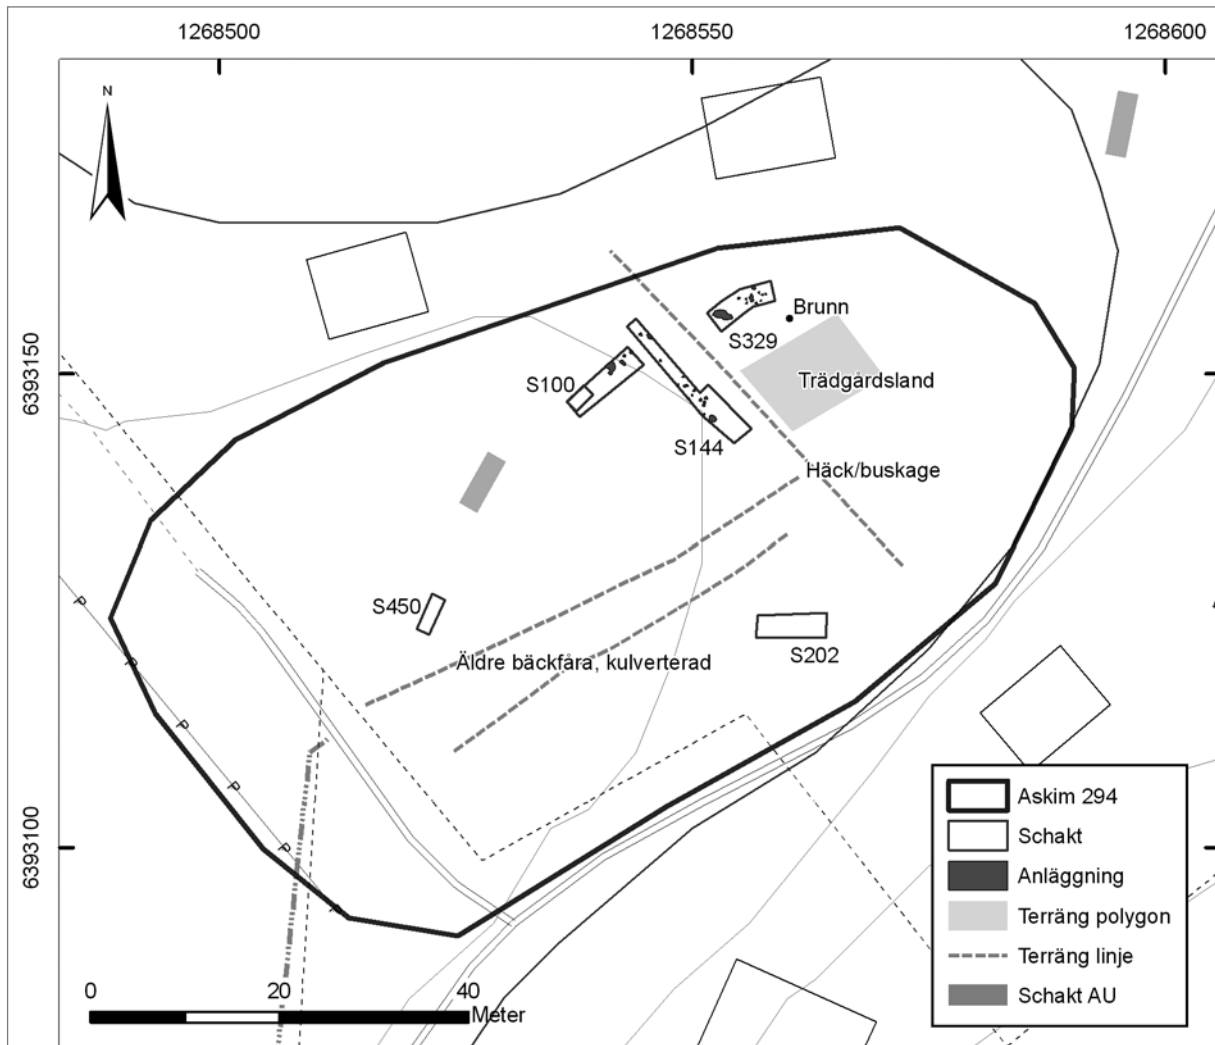 1268500
1268550
1268600
N
6393150
6393100
Brunn
S329
Trädgårdsland
S100
S144
Häck/buskage
S450
S202
Äldre bäckfåra, kulverterad
P
P
P
P
P
P
0
20
40
Meter
Askim 294
Schakt
Anläggning
Terräng polygon
Terräng linje
Schakt AU